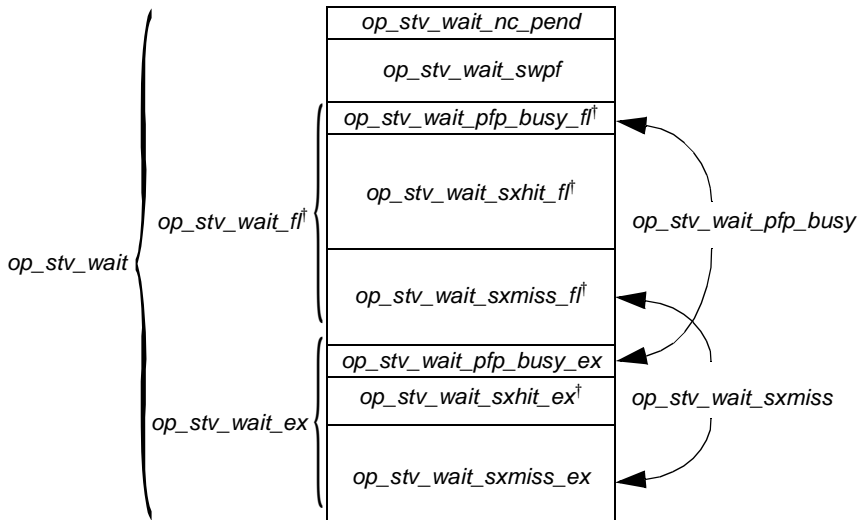 op_stv_wait_nc_pend
op_stv_wait_swpf
op_stv_wait_pfp_busy_fl†
op_stv_wait_sxhit_fl†
op_stv_wait_fl†
op_stv_wait_pfp_busy
op_stv_wait
op_stv_wait_sxmiss_fl†
op_stv_wait_pfp_busy_ex
op_stv_wait_sxhit_ex†
op_stv_wait_sxmiss
op_stv_wait_ex
op_stv_wait_sxmiss_ex